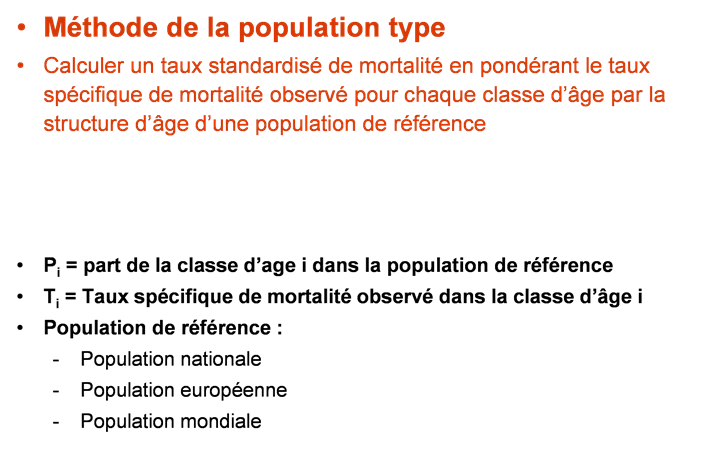 • Méthode de la population type
• Calculer un taux standardisé de mortalité en pondérant le taux
spécifique de mortalité observé pour chaque classe d’âge par la
structure d’âge d’une population de référence
• Pi = part de la classe d’age i dans la population de référence
• Ti = Taux spécifique de mortalité observé dans la classe d’âge i
• Population de référence :
- Population nationale
- Population européenne
- Population mondiale